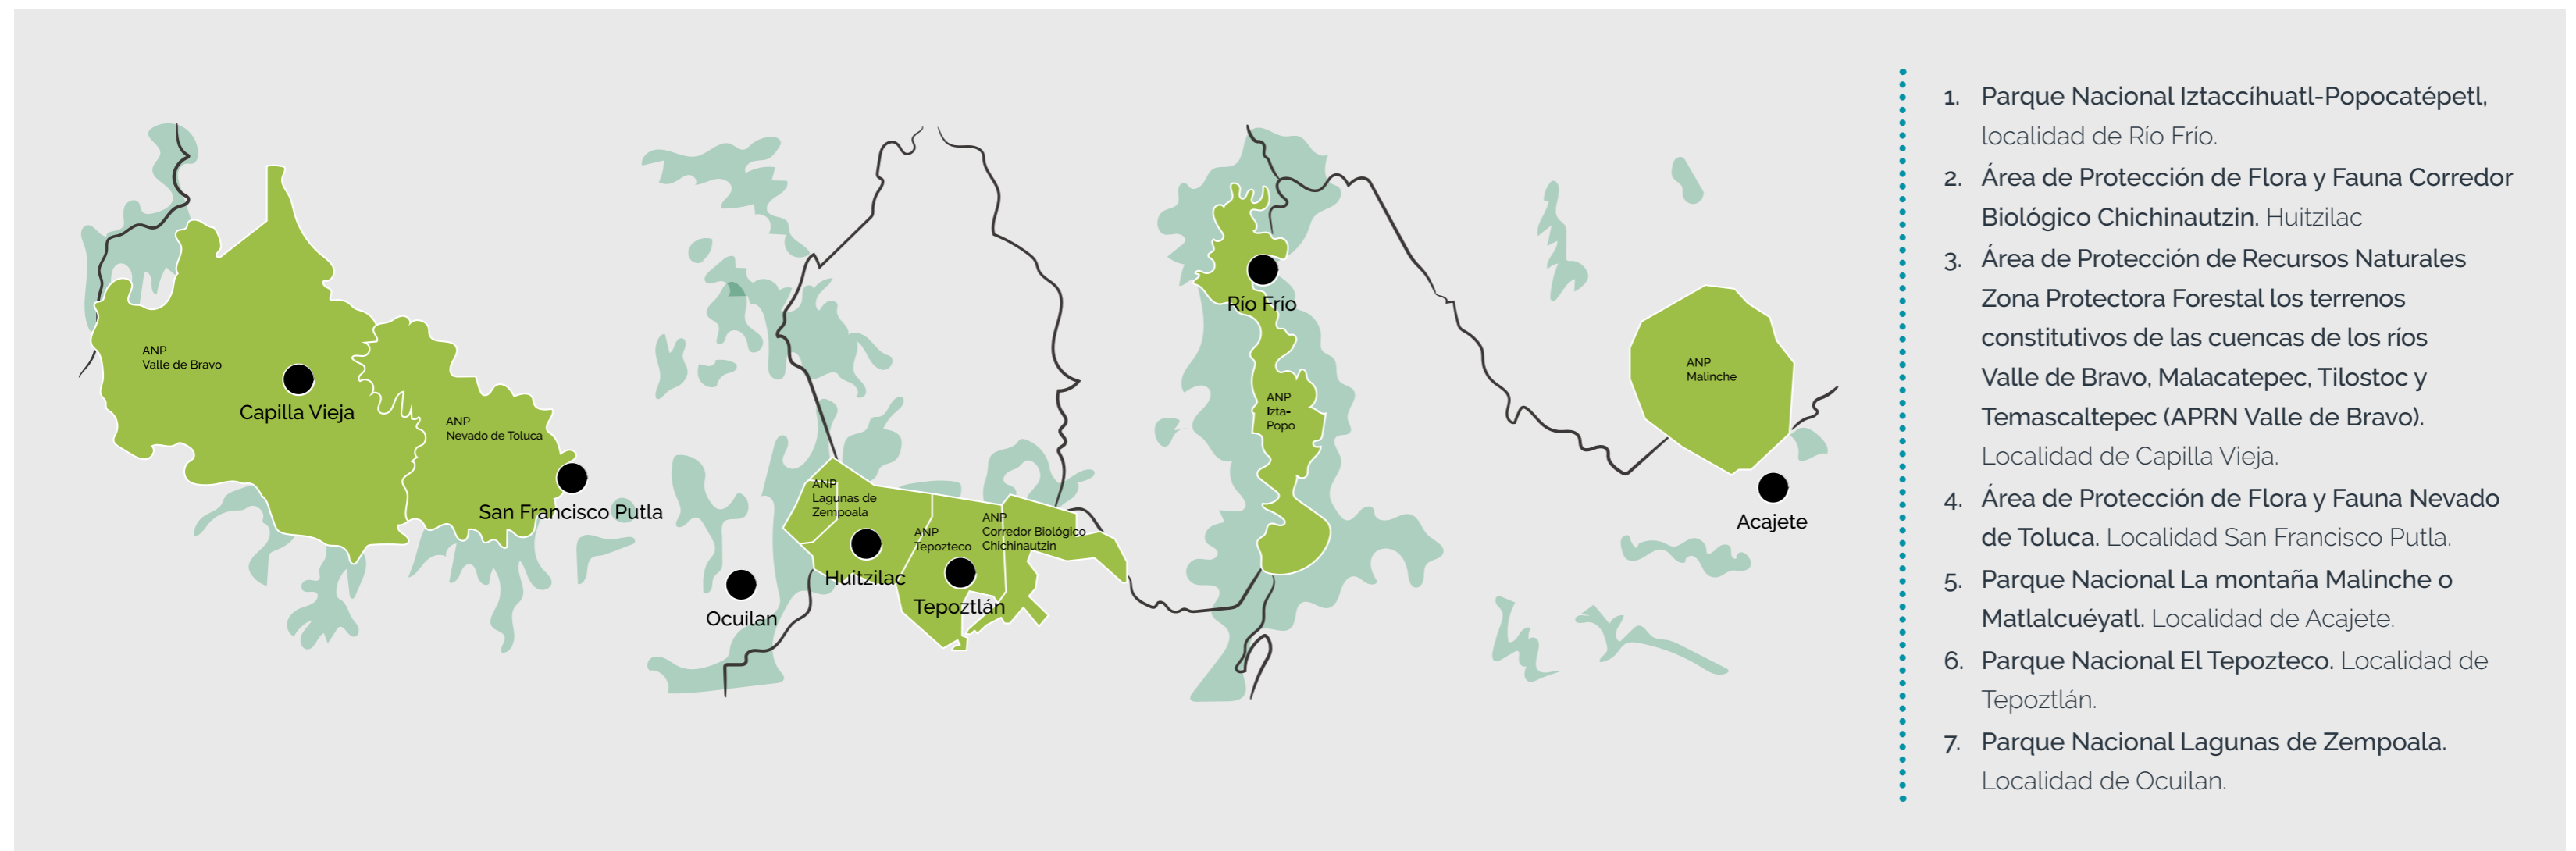 ANP
Valle de Bravo
Capilla Vieja
ANP
Nevado de Toluca
San Francisco Putla
Ocuilan
ANP
Lagunas de
Zempoala
Huitzilac
ANP
Tepozteco
Tepoztlán
ANP
Corredor Biológico
Chichinautzin
Río Frío
ANP
Izta-
Popo
ANP
Malinche
Acajete
1. Parque Nacional Iztaccíhuatl-Popocatépetl,
localidad de Río Frío.
2. Área de Protección de Flora y Fauna Corredor
Biológico Chichinautzin. Huitzilac
3. Área de Protección de Recursos Naturales
Zona Protectora Forestal los terrenos
constitutivos de las cuencas de los ríos
Valle de Bravo, Malacatepec, Tilostoc y
Temascaltepec (APRN Valle de Bravo).
Localidad de Capilla Vieja.
4. Área de Protección de Flora y Fauna Nevado
de Toluca. Localidad San Francisco Putla.
5. Parque Nacional La montaña Malinche o
Matlalcuéyatl. Localidad de Acajete.
6. Parque Nacional El Tepozteco. Localidad de
Tepoztlán.
7. Parque Nacional Lagunas de Zempoala.
Localidad de Ocuilan.